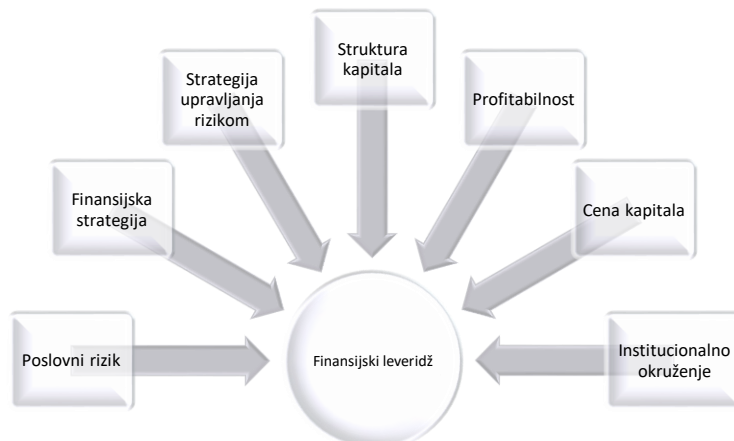 Struktura
kapitala
Strategija
upravljanja
rizikom
Profitabilnost
Finansijska
strategija
Cena kapitala
Poslovni rizik
Finansijski leveridž
Institucionalno
okruženje